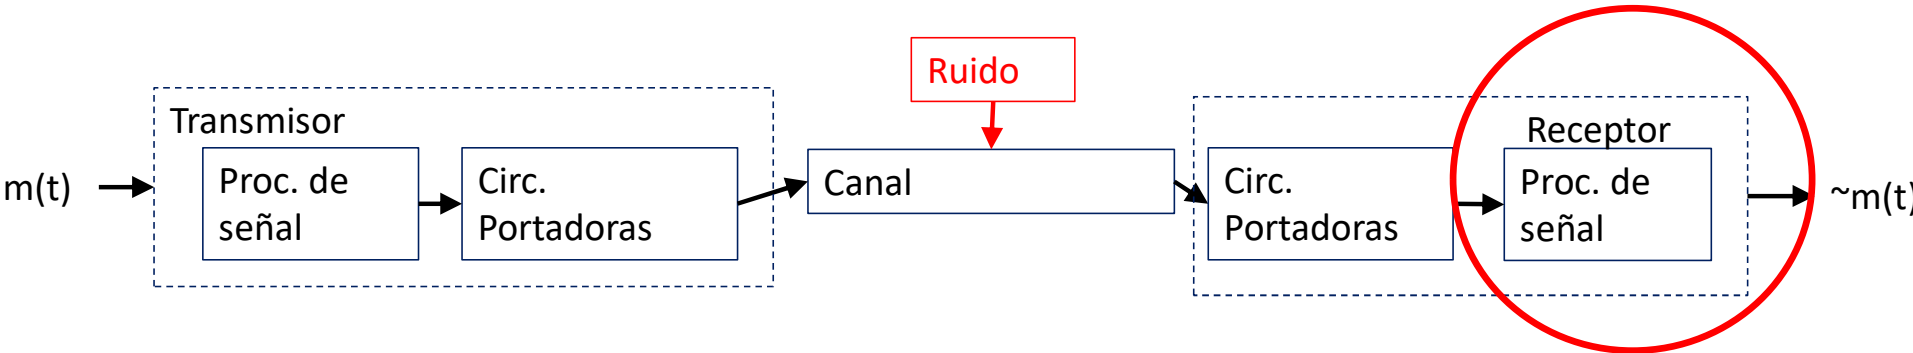 Ruido
Transmisor
Receptor
m(t)
Proc. de
señal
Circ.
Portadoras
Canal
Circ.
Portadoras
Proc. de
señal
~m(t)